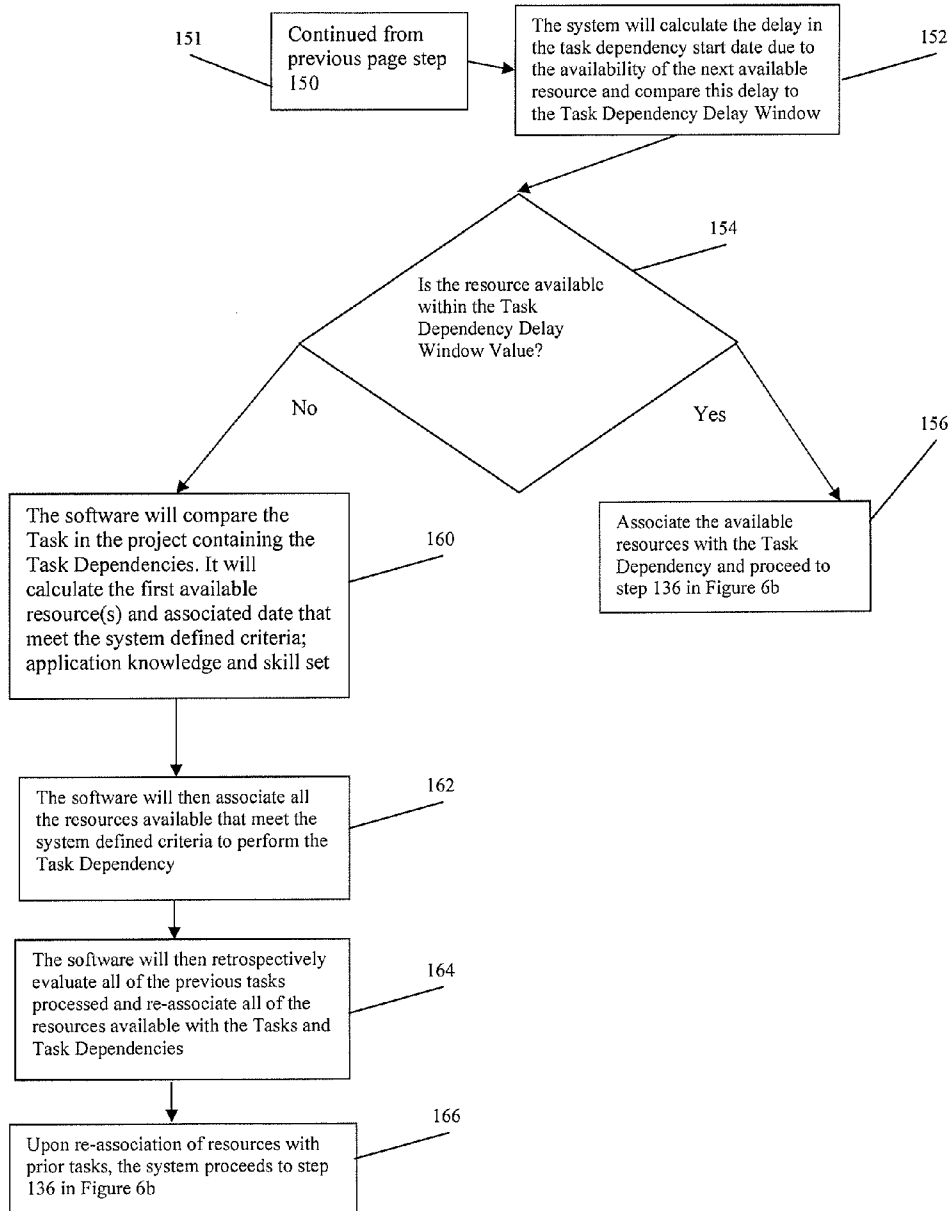 151
Continued from
previous page step
150
The system will calculate the delay in
the task dependency start date due to
the availability of the next available
resource and compare this delay to
the Task Dependency Delay Window
152
154
Is the resource available
within the Task
Dependency Delay
Window Value?
No
Yes
156
Associate the available
resources with the Task
Dependency and proceed to
step 136 in Figure 6b
The software will compare the
Task in the project containing the
Task Dependencies. It will
calculate the first available
resource(s) and associated date that
meet the system defined criteria;
application knowledge and skill set
160
The software will then associate all
the resources available that meet the
system defined criteria to perform the
Task Dependency
162
The software will then retrospectively
evaluate all of the previous tasks
processed and re-associate all of the
resources available with the Tasks and
Task Dependencies
164
Upon re-association of resources with
prior tasks, the system proceeds to step
136 in Figure 6b
166